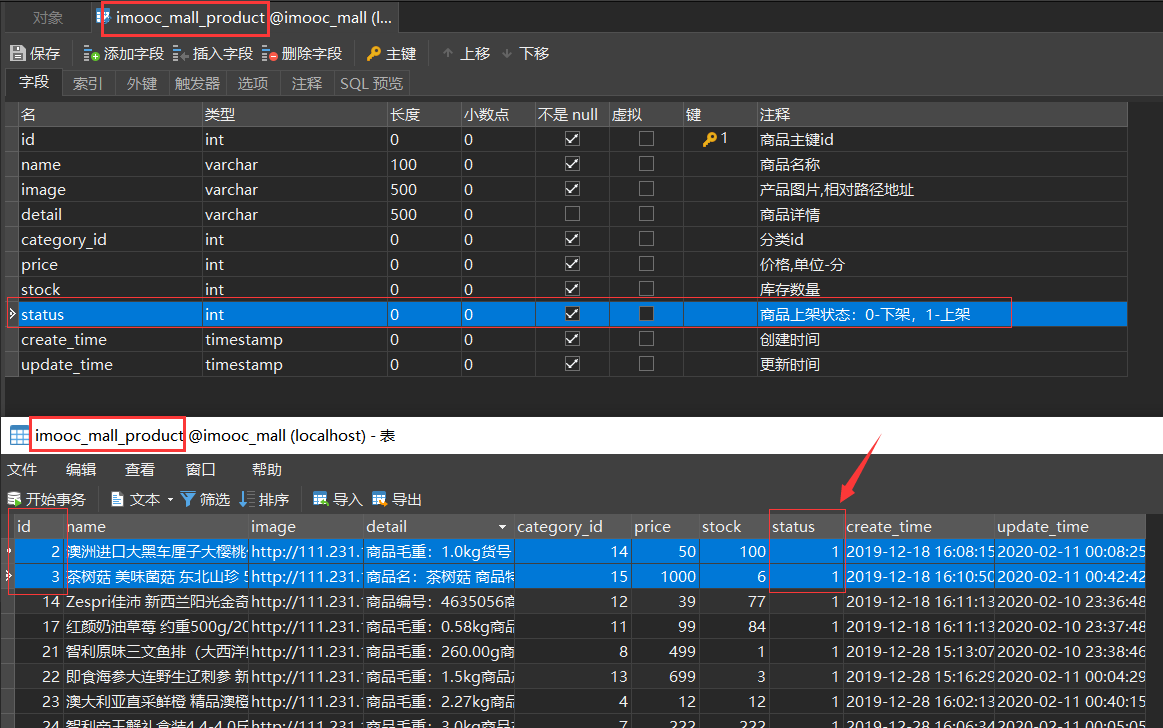 对象 imooc_mall_product @imooc_mall (l...
保存 添加字段 插入字段 删除字段 主键 上移 下移
字段 索引 外键 触发器 选项 注释 SQL 预览
名 类型 长度 小数点 不是 null 虚拟 键 注释
id int 0 0 1 商品主键id
name varchar 100 0 商品名称
image varchar 500 0 产品图片,相对路径地址
detail varchar 500 0 商品详情
category_id int 0 0 分类id
price int 0 0 价格,单位-分
stock int 0 0 库存数量
status int 0 0 商品上架状态：0-下架，1-上架
create_time timestamp 0 0 创建时间
update_time timestamp 0 0 更新时间
imooc_mall_product @imooc_mall (localhost) - 表
文件 编辑 查看 窗口 帮助
开始事务 文本 筛选 排序 导入 导出
id name image detail category_id price stock status create_time update_time
2 澳洲进口大黑车厘子大樱桃 http://111.231. 商品毛重：1.0kg货号 14 50 100 1 2019-12-18 16:08:15 2020-02-11 00:08:25
3 茶树菇 美味菌菇 东北山珍 http://111.231. 商品名：茶树菇 商品特 15 1000 6 1 2019-12-18 16:10:50 2020-02-11 00:42:42
14 Zespri佳沛 新西兰阳光金奇 http://111.231. 商品编号：4635056商 12 39 77 1 2019-12-18 16:11:13 2020-02-10 23:36:48
17 红颜奶油草莓 约重500g/20 http://111.231. 商品毛重：0.58kg商品 11 99 84 1 2019-12-18 16:11:13 2020-02-10 23:37:48
21 智利原味三文鱼排（大西洋 http://111.231. 商品毛重：260.00g商 8 499 1 1 2019-12-28 15:13:07 2020-02-10 23:38:46
22 即食海参大连野生辽刺参 新 http://111.231. 商品毛重：1.5kg商品 13 699 3 1 2019-12-28 15:16:29 2020-02-11 00:04:29
23 澳大利亚直采鲜橙 精品澳橙 http://111.231. 商品毛重：2.27kg商品 4 12 12 1 2019-12-28 16:02:13 2020-02-11 00:40:15
24 智利帝王蟹礼盒装4.4-4.0斤 http://111.231. 商品毛重：3.0kg商品 7 222 222 1 2019-12-28 16:06:34 2020-02-11 00:05:05